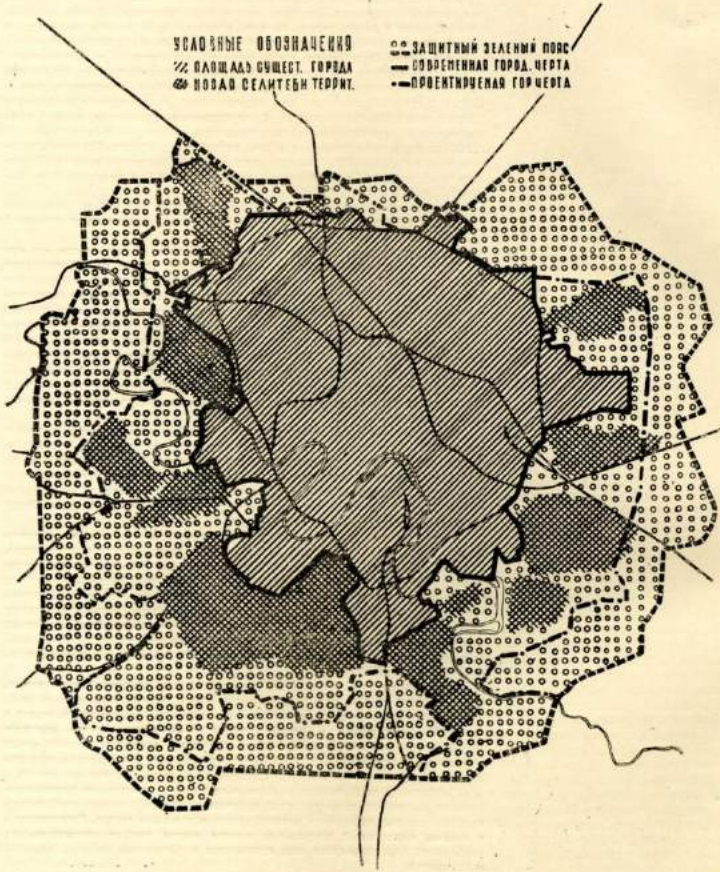 УСЛОВНЫЕ ОБОЗНАЧЕНИЯ
ПЛОЩАДЬ СУЩЕСТ. ГОРОДА
НОВАЯ СЕЛИТЕБН ТЕРРИТ.
ЗАЩИТНЫЙ ЗЕЛЕНЫЙ ПОЯС
СОВРЕМЕННАЯ ГОРОД. ЧЕРТА
ПРОЕКТИРУЕМАЯ ГОР ЧЕРТА